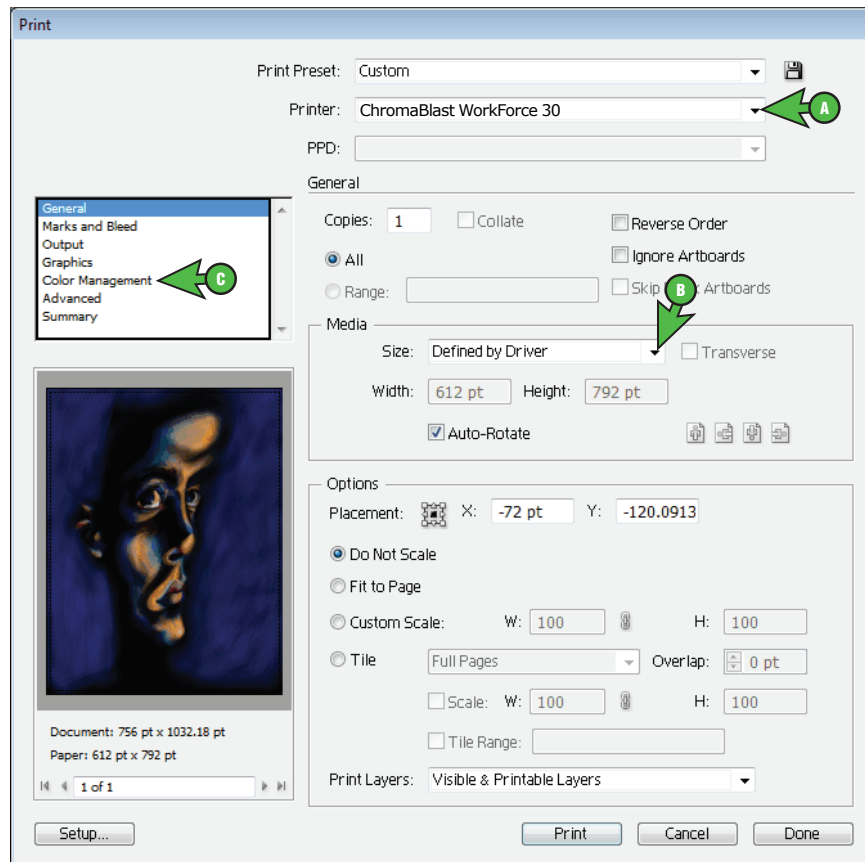 Print
Print Preset: Custom
Printer: ChromaBlast WorkForce 30
A
PPD:
General
Marks and Bleed
Output
Graphics
Color Management
C
Advanced
Summary
General
Copies: 1 Collate Reverse Order
All Ignore Artboards
Range: Skip Artboards
B
Media
Size: Defined by Driver Transverse
Width: 612 pt Height: 792 pt
Auto-Rotate
Options
Placement: X: -72 pt Y: -120.0913
Do Not Scale
Fit to Page
Custom Scale: W: 100 H: 100
Tile Full Pages Overlap: 0 pt
Scale: W: 100 H: 100
Tile Range:
Print Layers: Visible & Printable Layers
Document: 756 pt x 1032.18 pt
Paper: 612 pt x 792 pt
1 of 1
Setup... Print Cancel Done